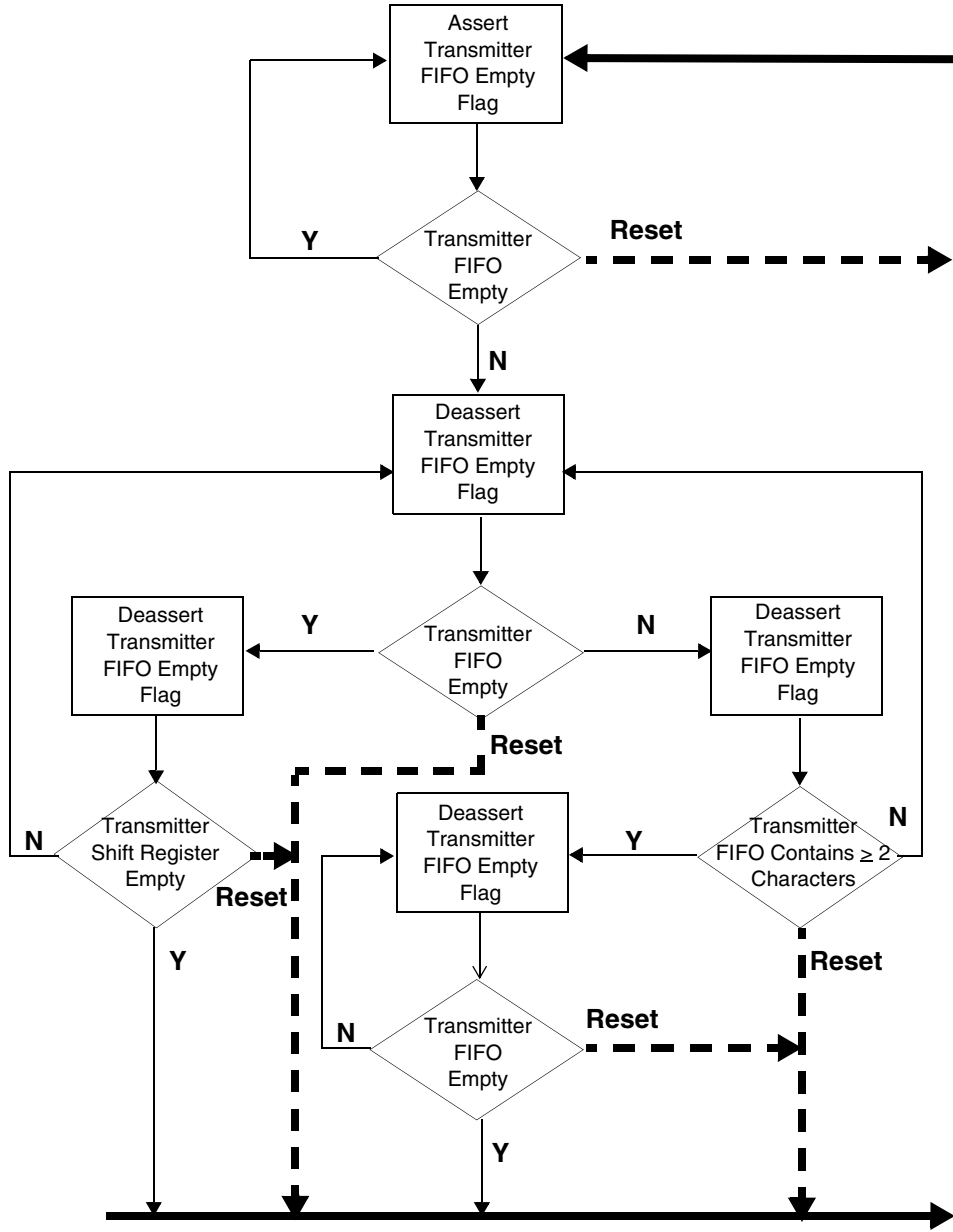 Assert
Transmitter
FIFO Empty
Flag
Y
Transmitter
FIFO
Empty
Reset
N
Deassert
Transmitter
FIFO Empty
Flag
Deassert
Transmitter
FIFO Empty
Flag
Y
Transmitter
FIFO
Empty
N
Deassert
Transmitter
FIFO Empty
Flag
Reset
N
Transmitter
Shift Register
Empty
Reset
Y
Deassert
Transmitter
FIFO Empty
Flag
Y
Transmitter
FIFO Contains ≥ 2
Characters
N
Reset
N
Transmitter
FIFO
Empty
Reset
Y